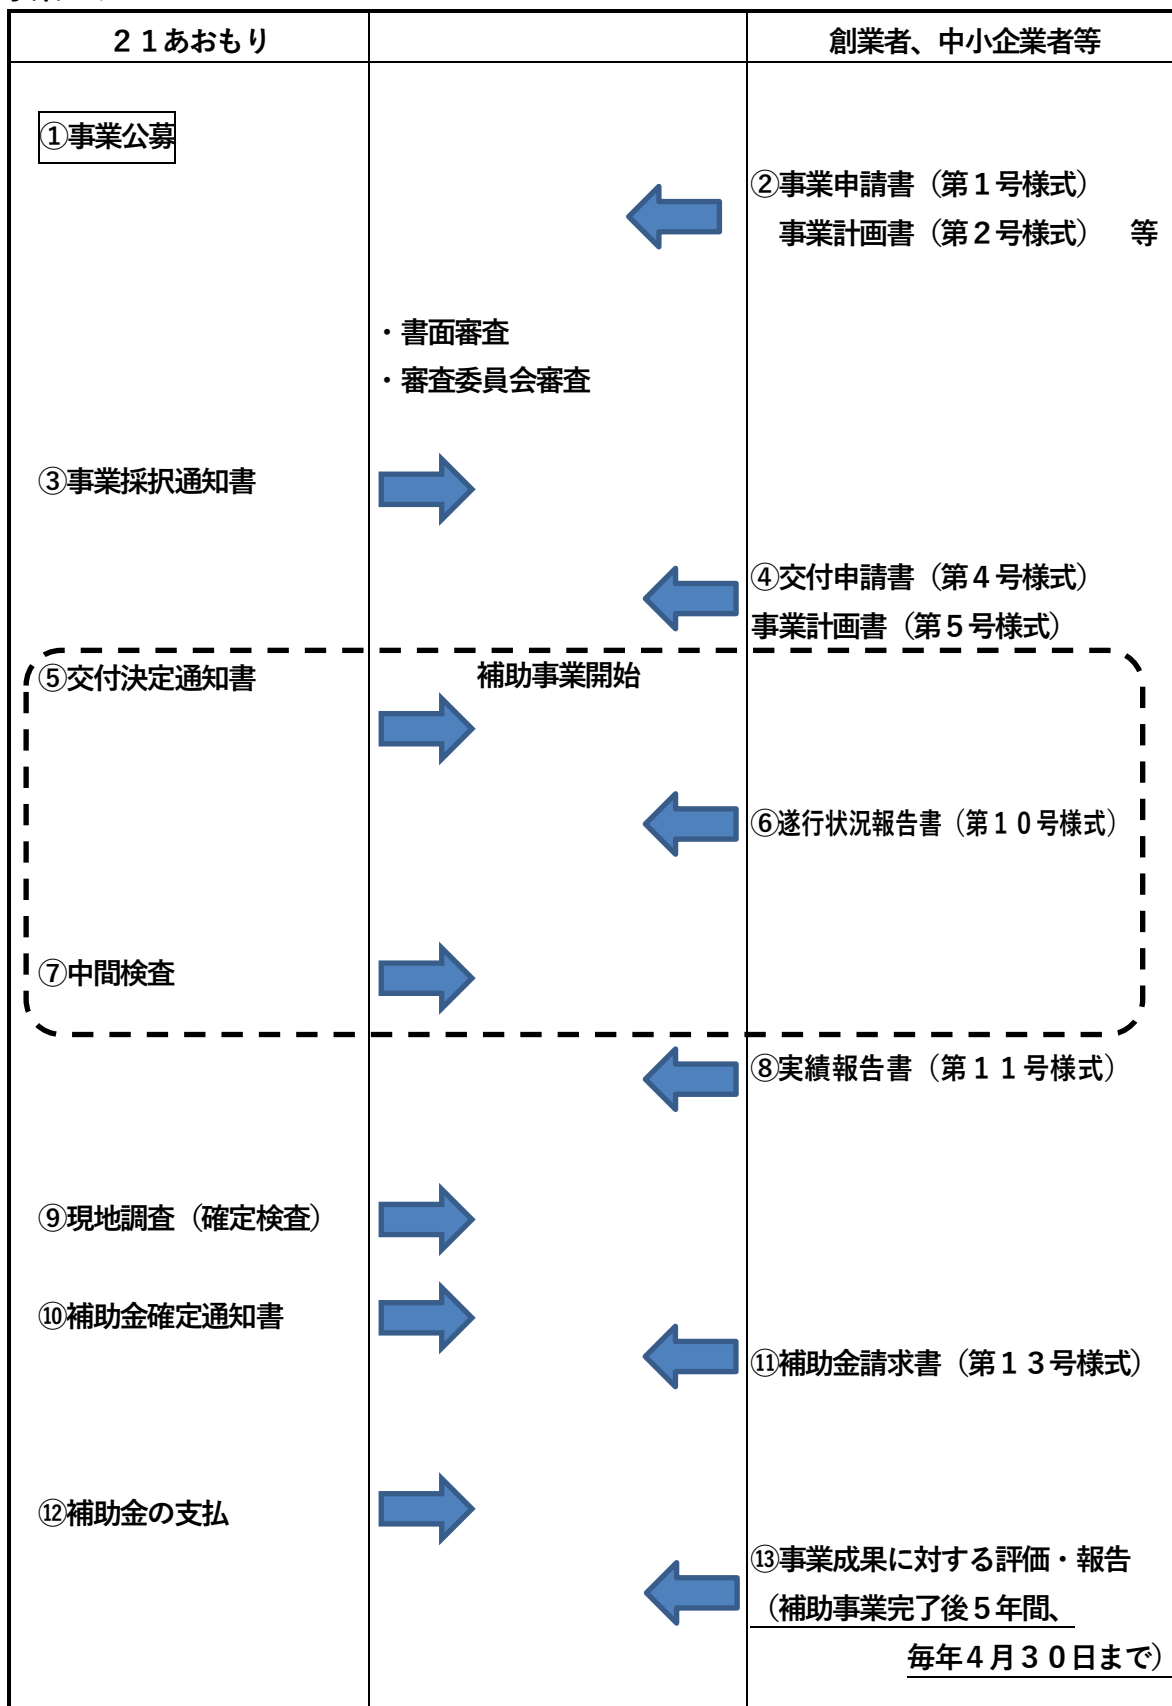 ２１あおもり
創業者、中小企業者等
①事業公募
②事業申請書（第１号様式）
事業計画書（第２号様式）　等
・書面審査
・審査委員会審査
③事業採択通知書
④交付申請書（第４号様式）
事業計画書（第５号様式）
⑤交付決定通知書
補助事業開始
⑥遂行状況報告書（第１０号様式）
⑦中間検査
⑧実績報告書（第１１号様式）
⑨現地調査（確定検査）
⑩補助金確定通知書
⑪補助金請求書（第１３号様式）
⑫補助金の支払
⑬事業成果に対する評価・報告
（補助事業完了後５年間、
毎年４月３０日まで）